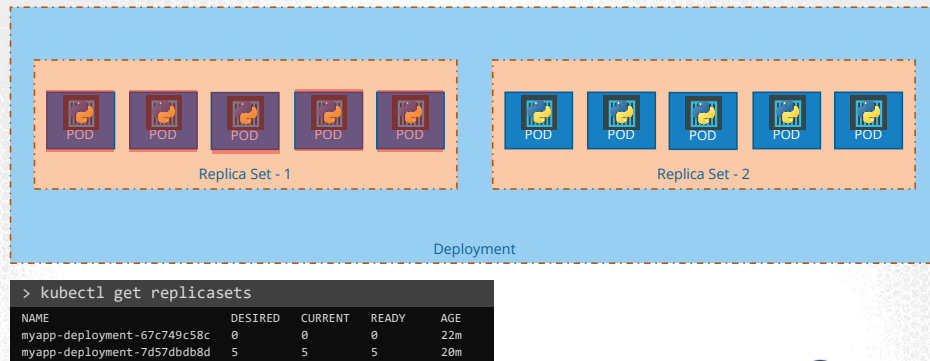 POD POD POD POD POD POD POD POD POD POD
Replica Set - 1 Replica Set - 2
Deployment
> kubectl get replicasets
NAME DESIRED CURRENT READY AGE
myapp-deployment-67c749c58c 0 0 0 22m
myapp-deployment-7d57dbdb8d 5 5 5 20m